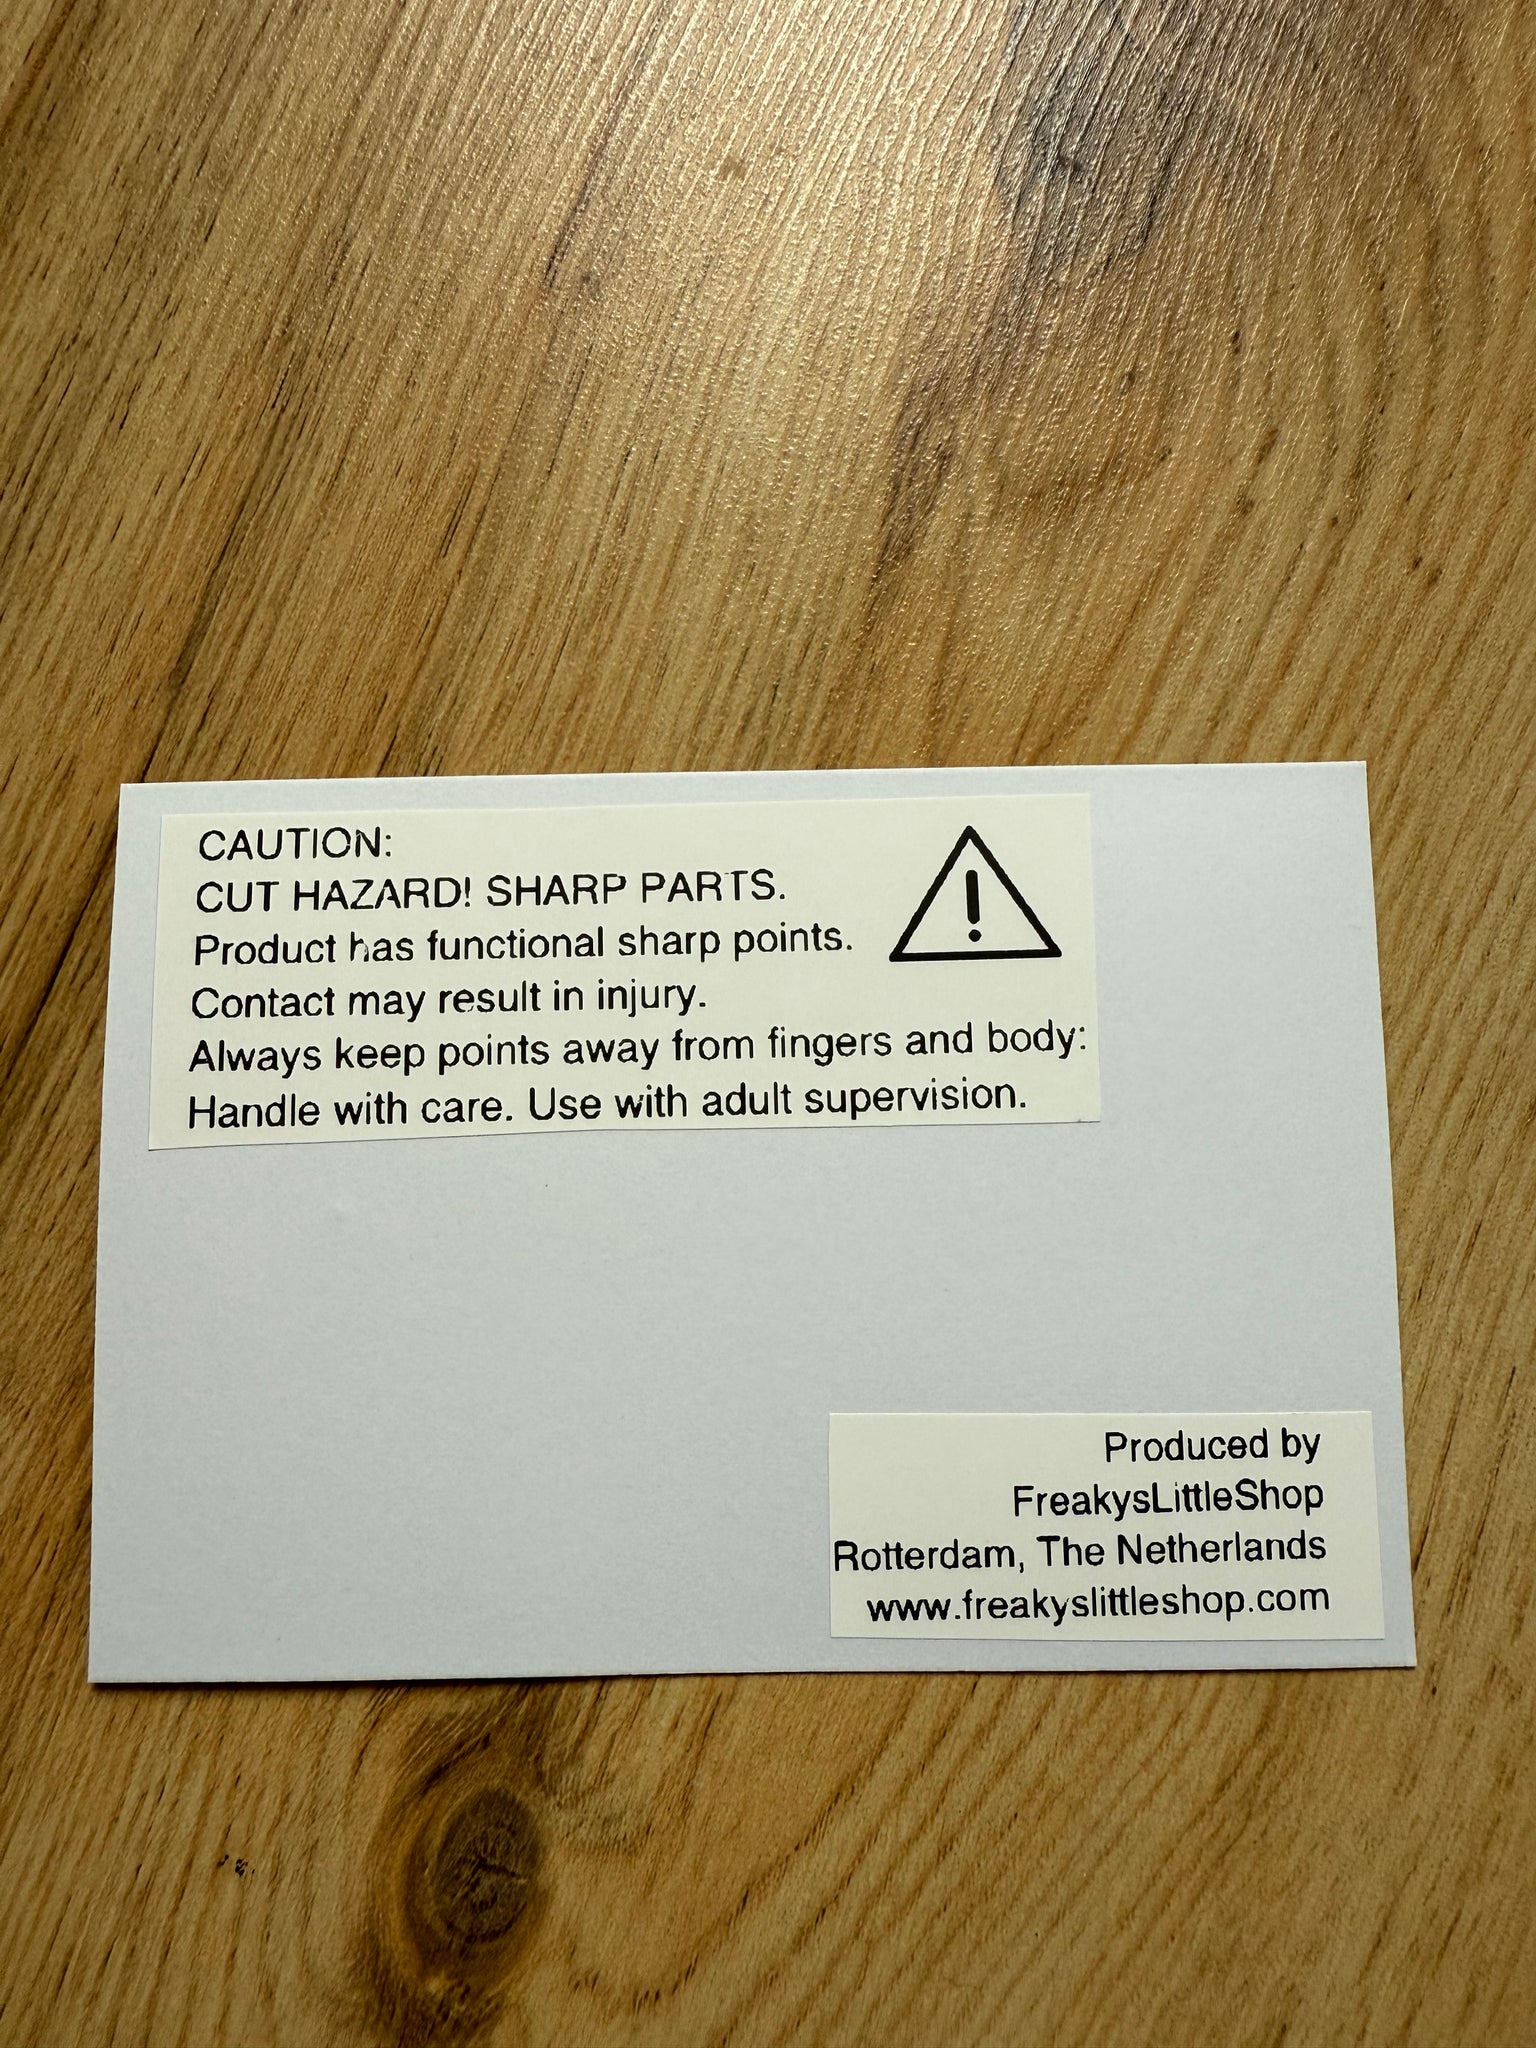 CAUTION:
CUT HAZARD! SHARP PARTS.
Product has functional sharp points.
Contact may result in injury.
Always keep points away from fingers and body:
Handle with care. Use with adult supervision.
Produced by
FreakysLittleShop
Rotterdam, The Netherlands
www.freakyslittleshop.com